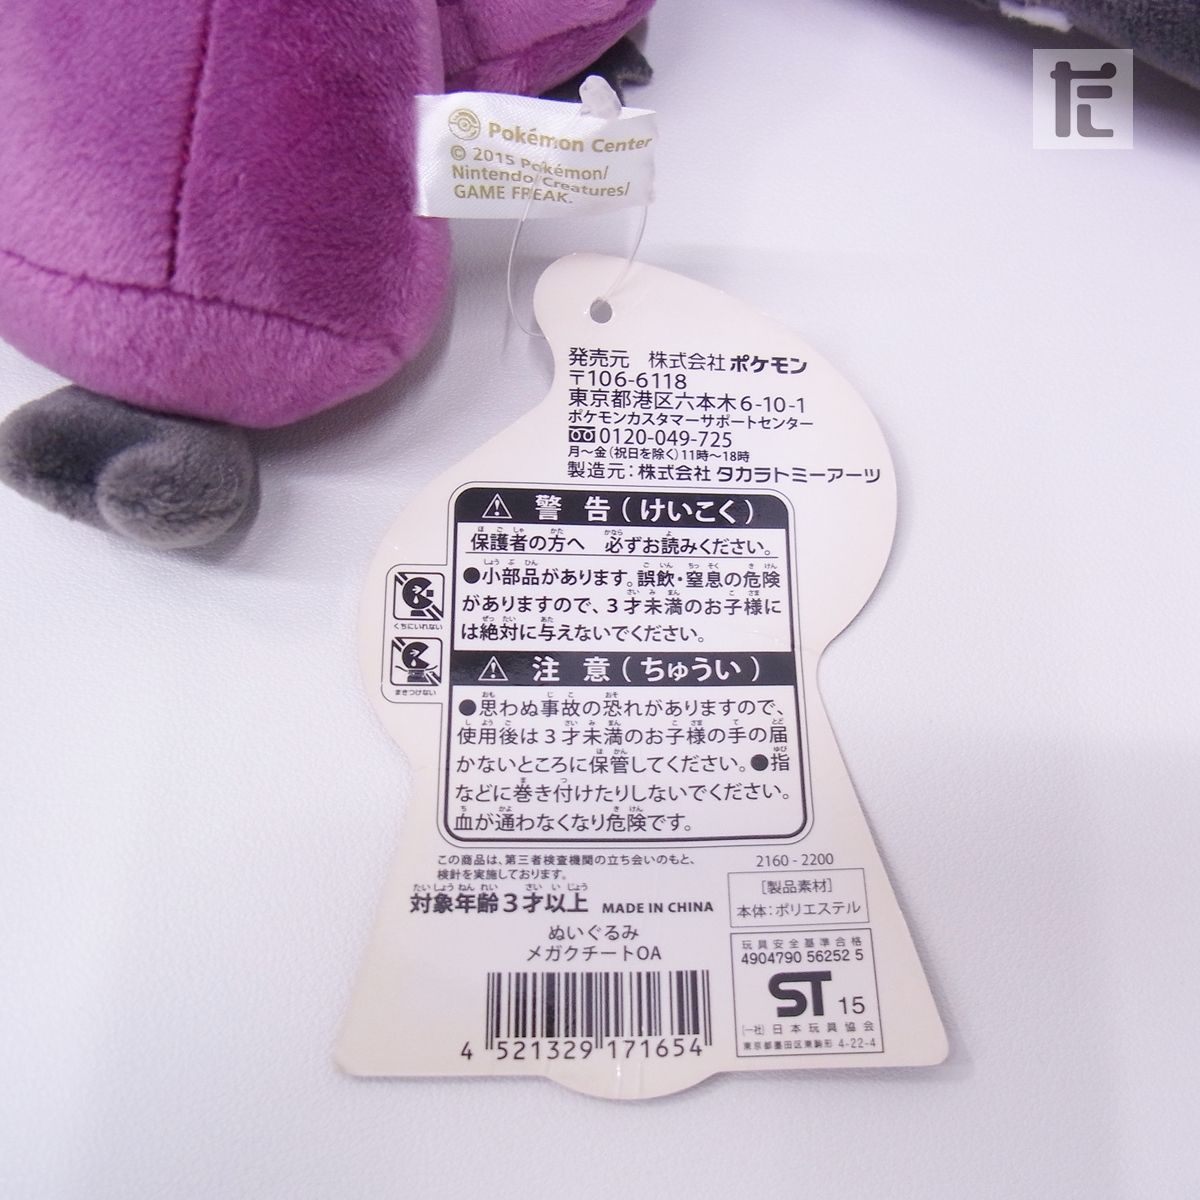 Pokémon Center
© 2015 Pokémon/
Nintendo/Creatures/
GAME FREAK.
発売元 株式会社 ポケモン
〒106-6118
東京都港区六本木6-10-1
ポケモンカスタマーサポートセンター
0120-049-725
月～金(祝日を除く)11時～18時
製造元：株式会社 タカラトミーアーツ
⚠ 警告(けいこく)
保護者の方へ 必ずお読みください。
●小部品があります。誤飲・窒息の危険
がありますので、3才未満のお子様に
は絶対に与えないでください。
くちにいれない
まきつけない
⚠ 注意(ちゅうい)
●思わぬ事故の恐れがありますので、
使用後は3才未満のお子様の手の届
かないところに保管してください。●指
などに巻き付けたりしないでください。
血が通わなくなり危険です。
この商品は、第三者検査機関の立ち会いのもと、
検針を実施しております。
対象年齢3才以上 MADE IN CHINA
ぬいぐるみ
メガクチートOA
4 521329 171654
2160 - 2200
[製品素材]
本体：ポリエステル
玩具安全基準合格
4904790 56252 5
ST 15
(一社)日本玩具協会
東京都墨田区東駒形 4-22-4